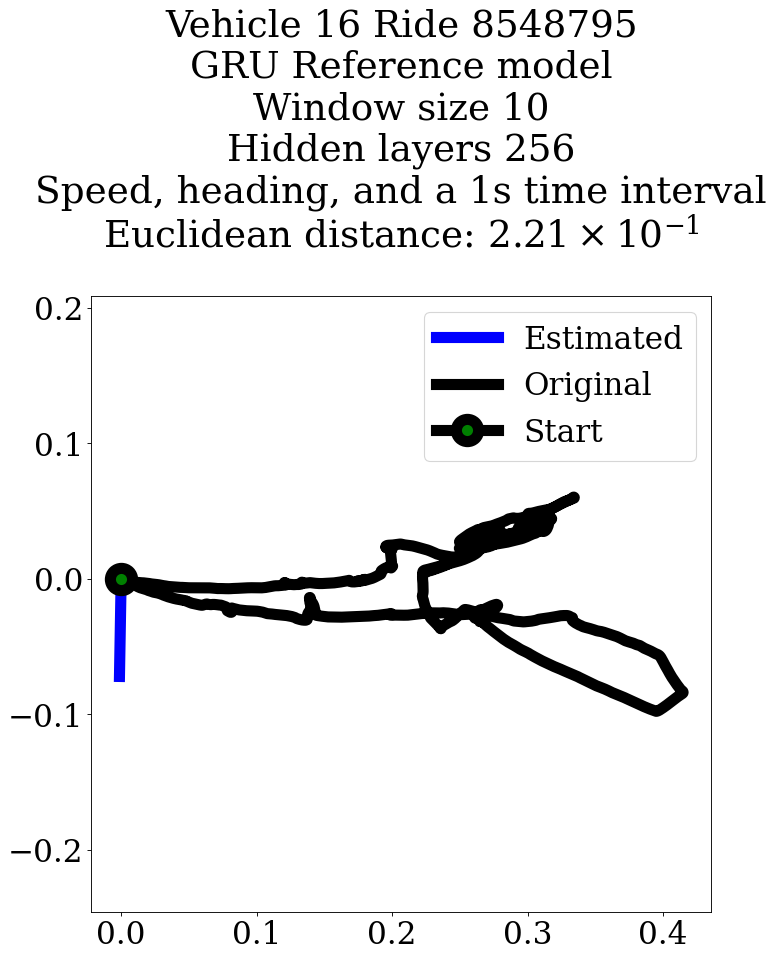 Vehicle 16 Ride 8548795
GRU Reference model
Window size 10
Hidden layers 256
Speed, heading, and a 1s time interval
Euclidean distance: 2.21 × 10⁻¹
Estimated
Original
Start
0.2
0.1
0.0
−0.1
−0.2
0.0 0.1 0.2 0.3 0.4